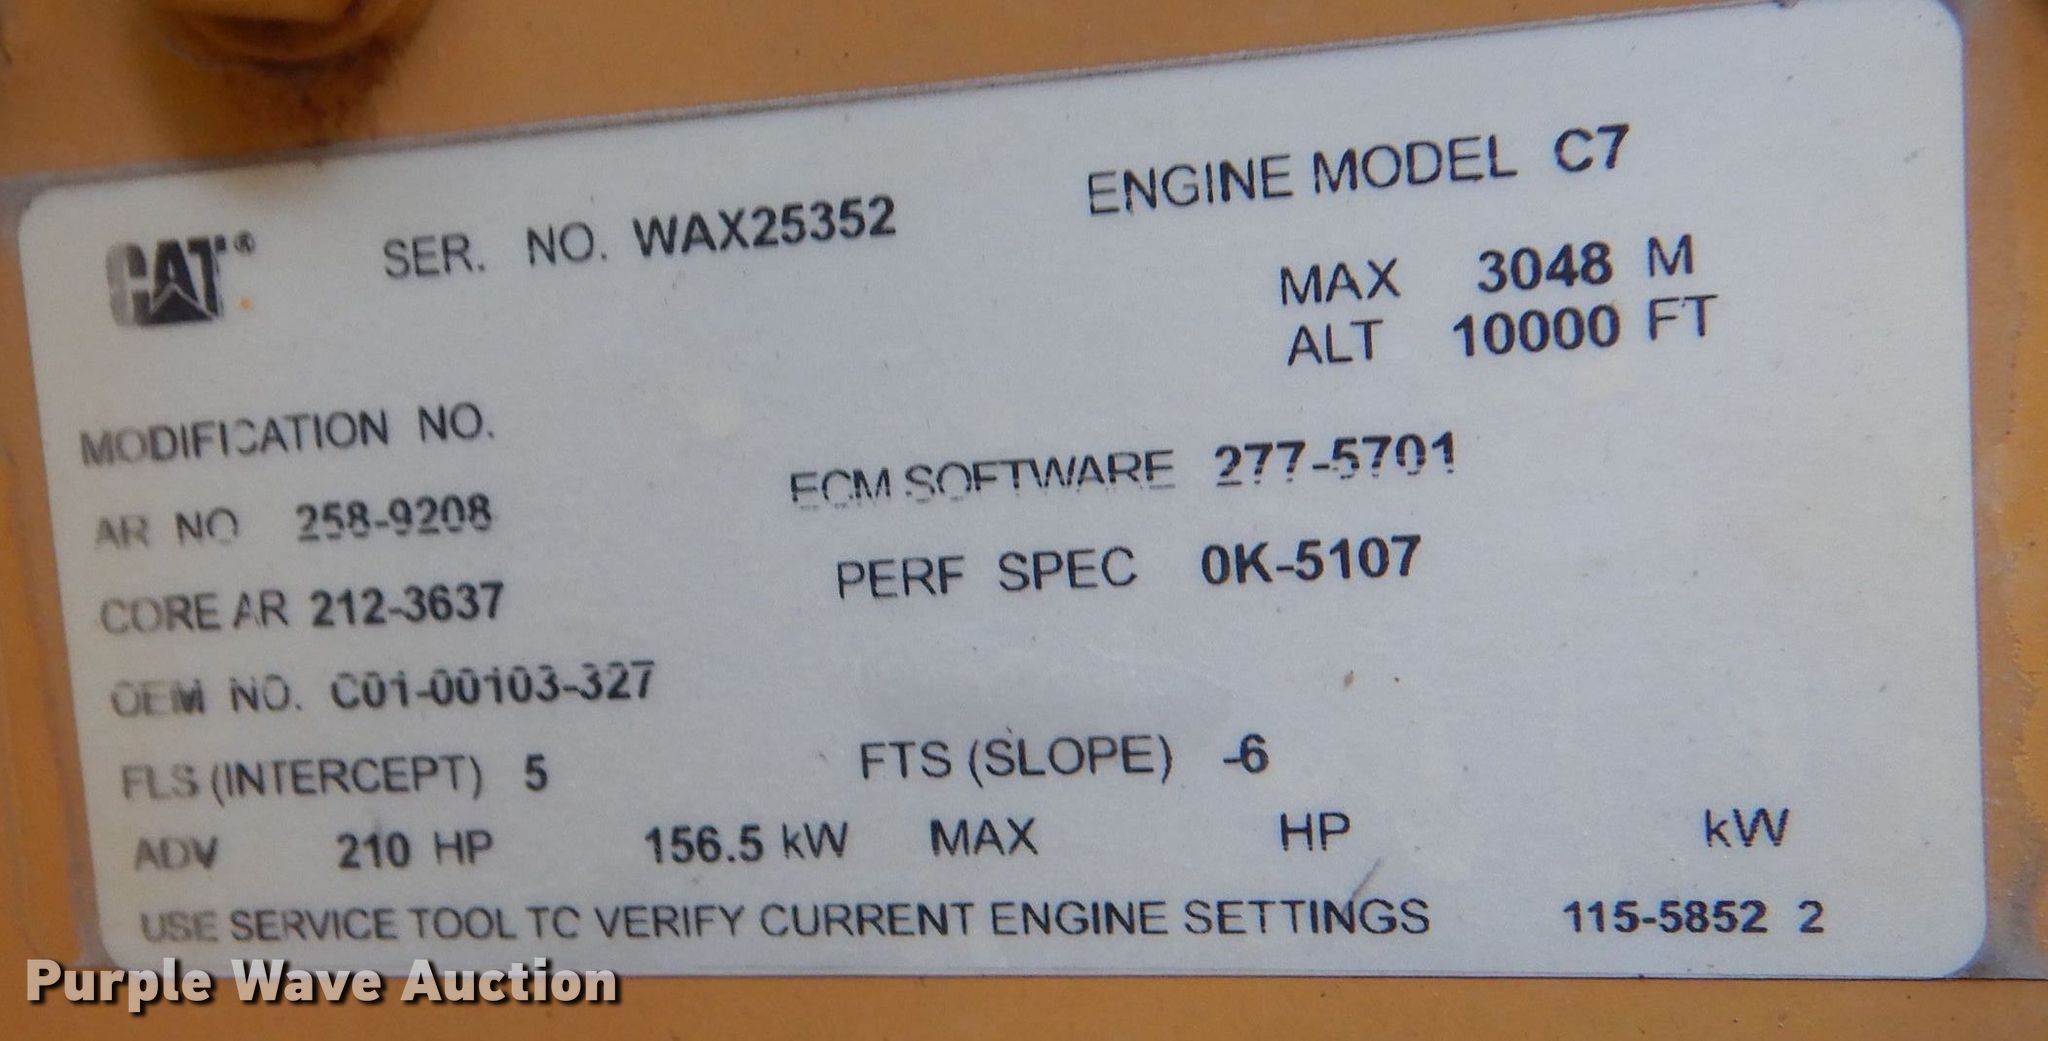 CAT® SER. NO. WAX25352 ENGINE MODEL C7
MAX 3048 M
ALT 10000 FT
MODIFICATION NO.
ECM SOFTWARE 277-5701
AR NO 258-9208
PERF SPEC 0K-5107
CORE AR 212-3637
OEM NO. C01-00103-327
FLS (INTERCEPT) 5 FTS (SLOPE) -6
ADV 210 HP 156.5 kW MAX HP kW
USE SERVICE TOOL TO VERIFY CURRENT ENGINE SETTINGS 115-5852 2
Purple Wave Auction